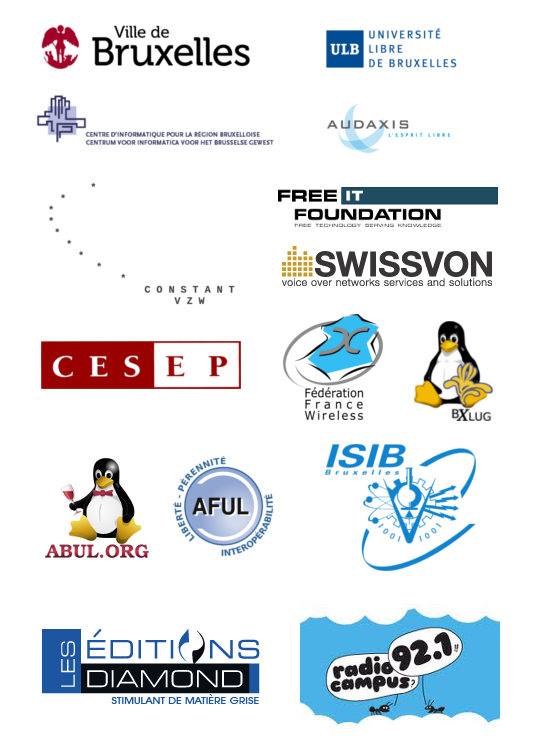 Ville de
Bruxelles
ULB
UNIVERSITÉ
LIBRE
DE BRUXELLES
CENTRE D'INFORMATIQUE POUR LA RÉGION BRUXELLOISE
CENTRUM VOOR INFORMATICA VOOR HET BRUSSELSE GEWEST
AUDAXIS
L'ESPRIT LIBRE
CONSTANT
VZW
FREE IT
FOUNDATION
FREE TECHNOLOGY SERVING KNOWLEDGE
SWISSVON
voice over networks services and solutions
CESEP
Fédération
France
Wireless
BXLUG
ABUL.ORG
LIBERTÉ - PÉRENNITÉ
AFUL
INTEROPÉRABILITÉ
ISIB
Bruxelles
1001 1001
LES
ÉDITIONS
DIAMOND
STIMULANT DE MATIÈRE GRISE
radio
campus
92.1